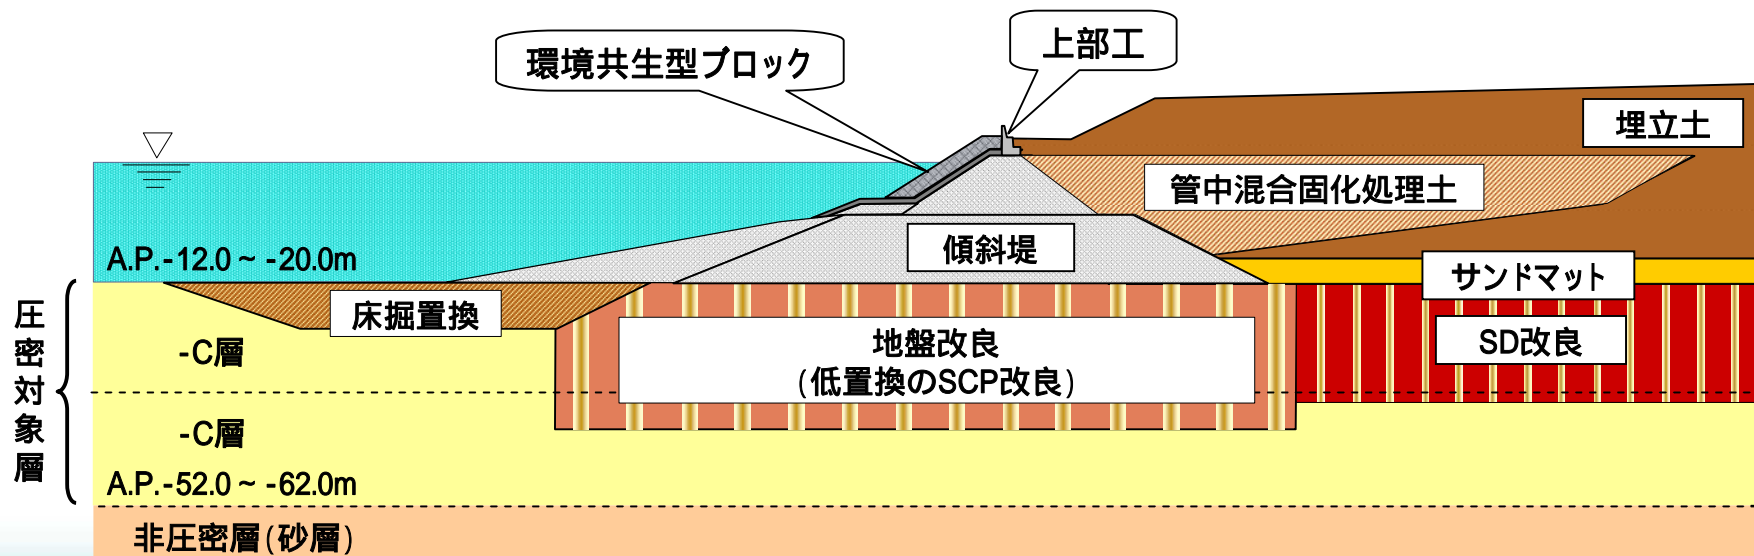 環境共生型ブロック
上部工
埋立土
管中混合固化処理土
傾斜堤
A.P.-12.0 ~ -20.0m
サンドマット
床掘置換
地盤改良
(低置換のSCP改良)
SD改良
圧密対象層
-C層
-C層
A.P.-52.0 ~ -62.0m
非圧密層(砂層)